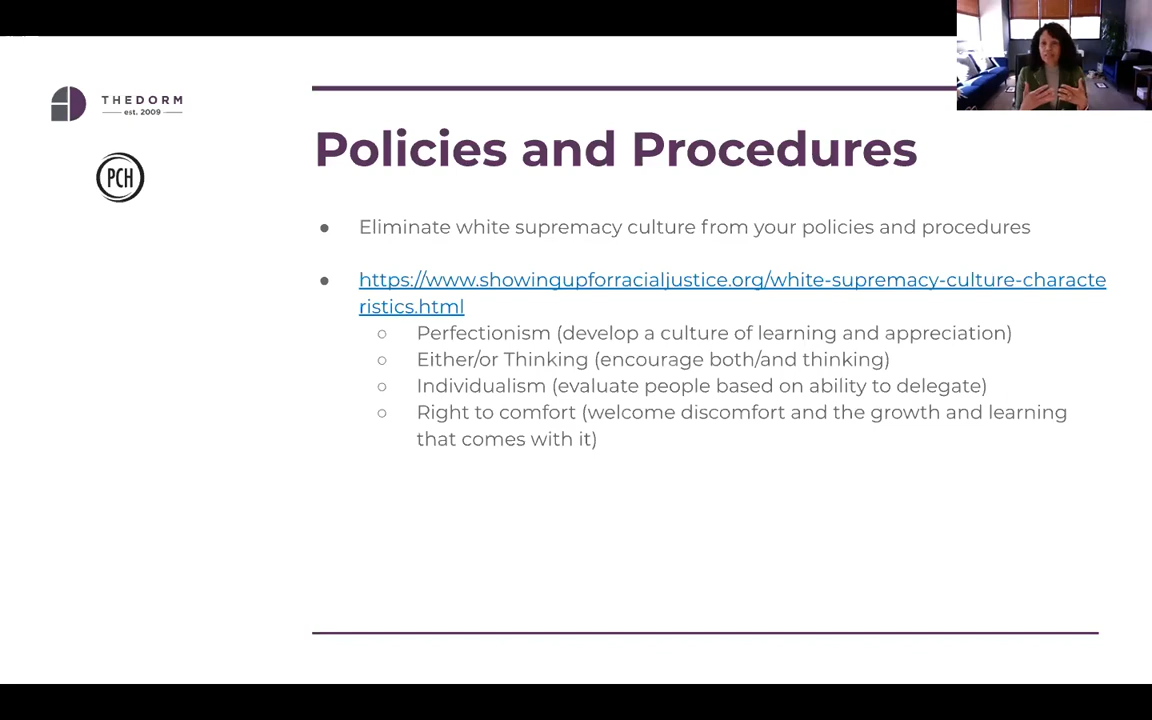 THEDORM
est. 2009
PCH
Policies and Procedures
● Eliminate white supremacy culture from your policies and procedures
● https://www.showingupforracialjustice.org/white-supremacy-culture-characte
ristics.html
○ Perfectionism (develop a culture of learning and appreciation)
○ Either/or Thinking (encourage both/and thinking)
○ Individualism (evaluate people based on ability to delegate)
○ Right to comfort (welcome discomfort and the growth and learning
that comes with it)